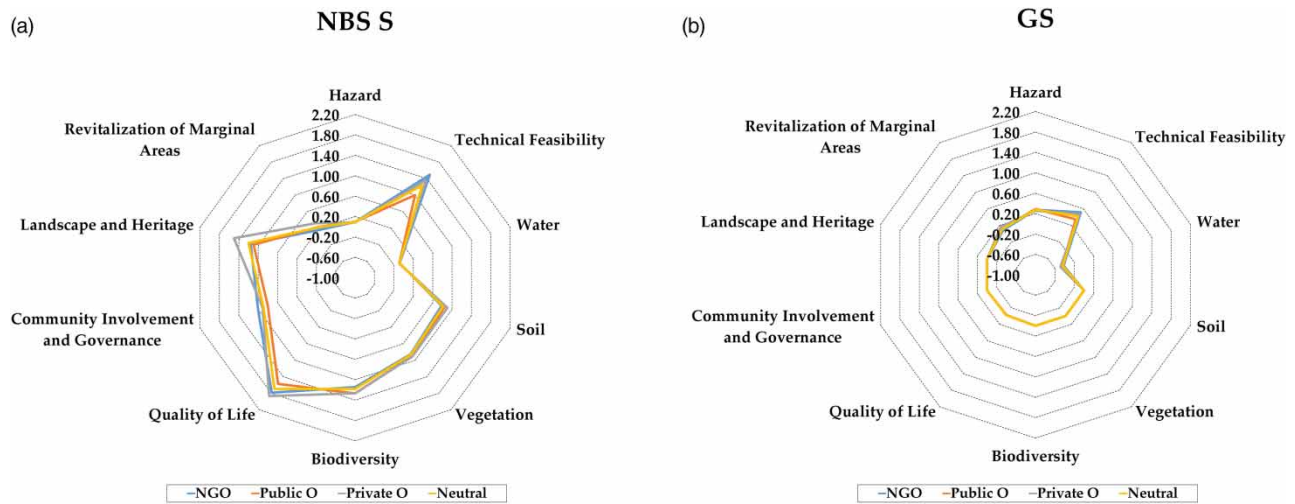 (a)
NBS S
Hazard
2.20
1.80
1.40
1.00
0.60
0.20
-0.20
-0.60
-1.00
Technical Feasibility
Water
Soil
Vegetation
Biodiversity
Quality of Life
Community Involvement
and Governance
Landscape and Heritage
Revitalization of Marginal
Areas
NGO Public O Private O Neutral
(b)
GS
Hazard
2.20
1.80
1.40
1.00
0.60
0.20
-0.20
-0.60
-1.00
Technical Feasibility
Water
Soil
Vegetation
Biodiversity
Quality of Life
Community Involvement
and Governance
Landscape and Heritage
Revitalization of Marginal
Areas
NGO Public O Private O Neutral